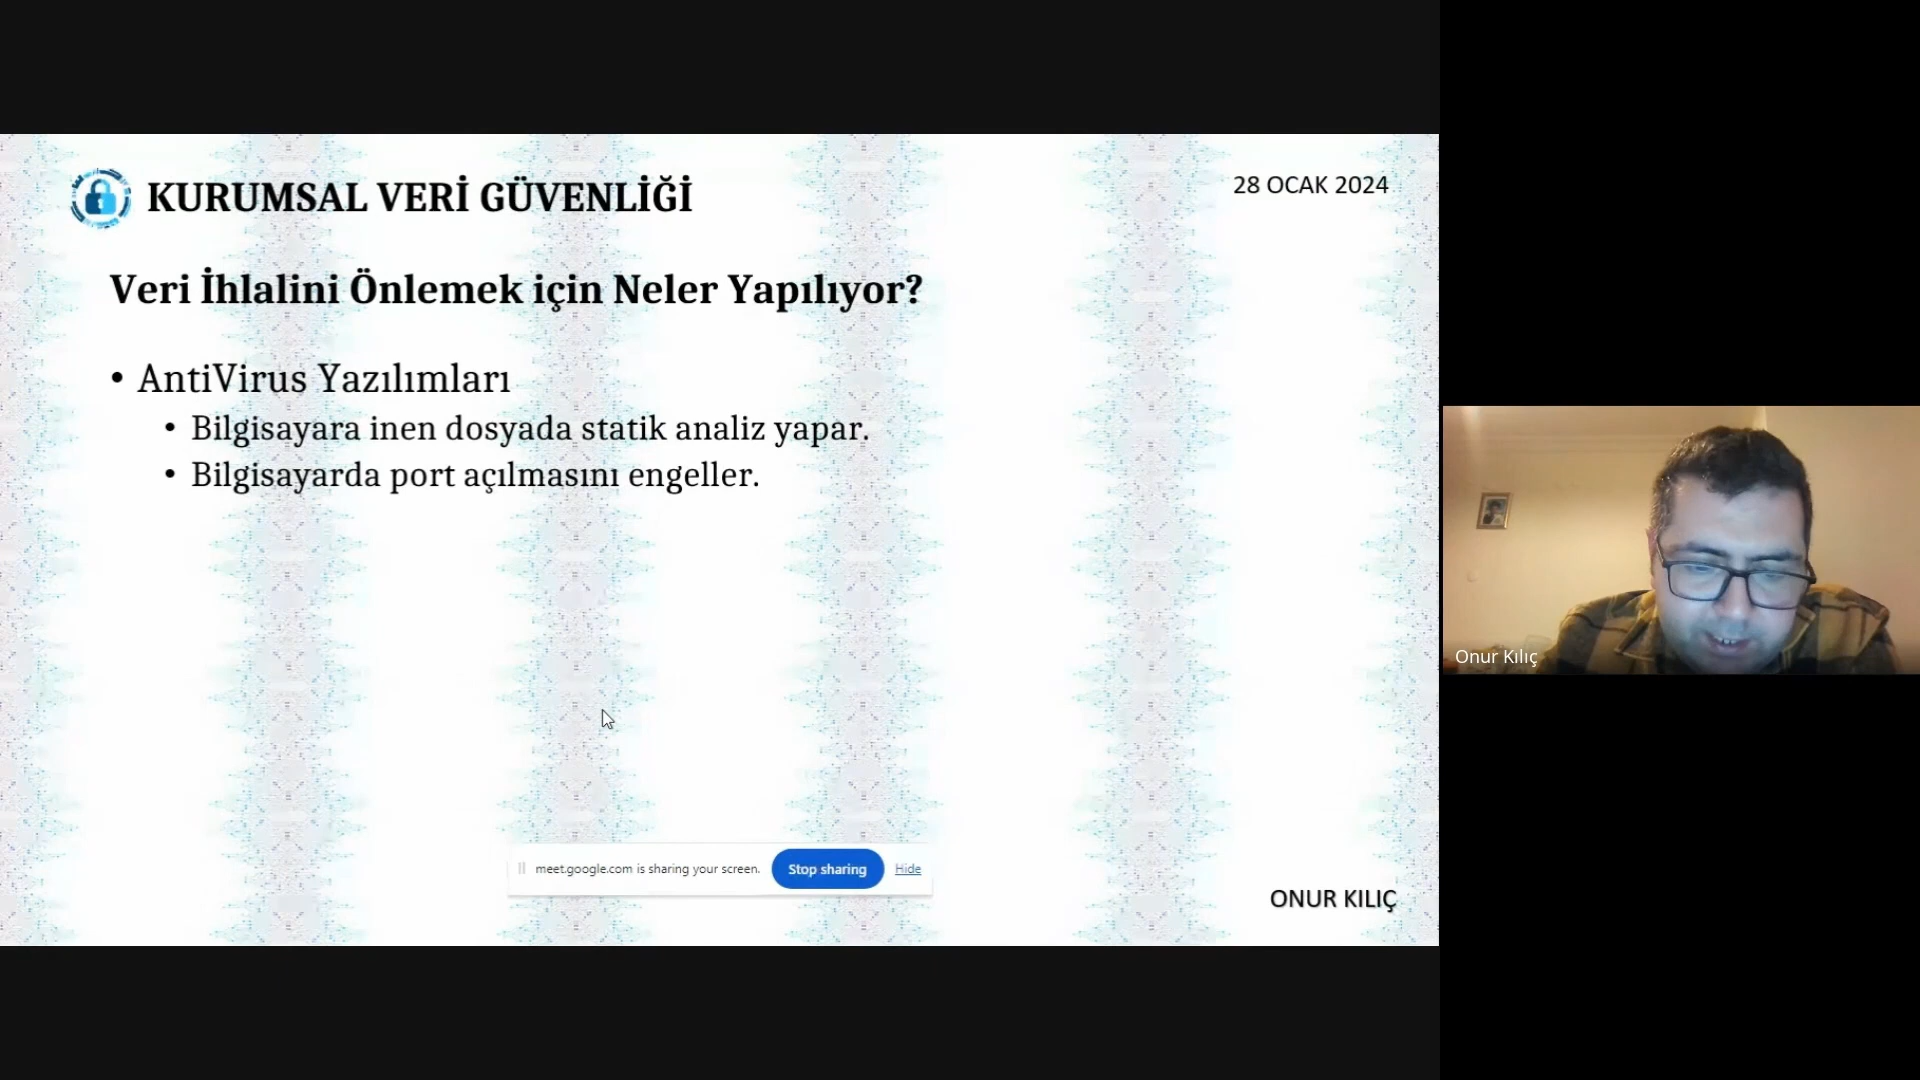 KURUMSAL VERİ GÜVENLİĞİ
28 OCAK 2024
Veri İhlalini Önlemek için Neler Yapılıyor?
• AntiVirus Yazılımları
• Bilgisayara inen dosyada statik analiz yapar.
• Bilgisayarda port açılmasını engeller.
Onur Kılıç
meet.google.com is sharing your screen. Stop sharing Hide
ONUR KILIÇ